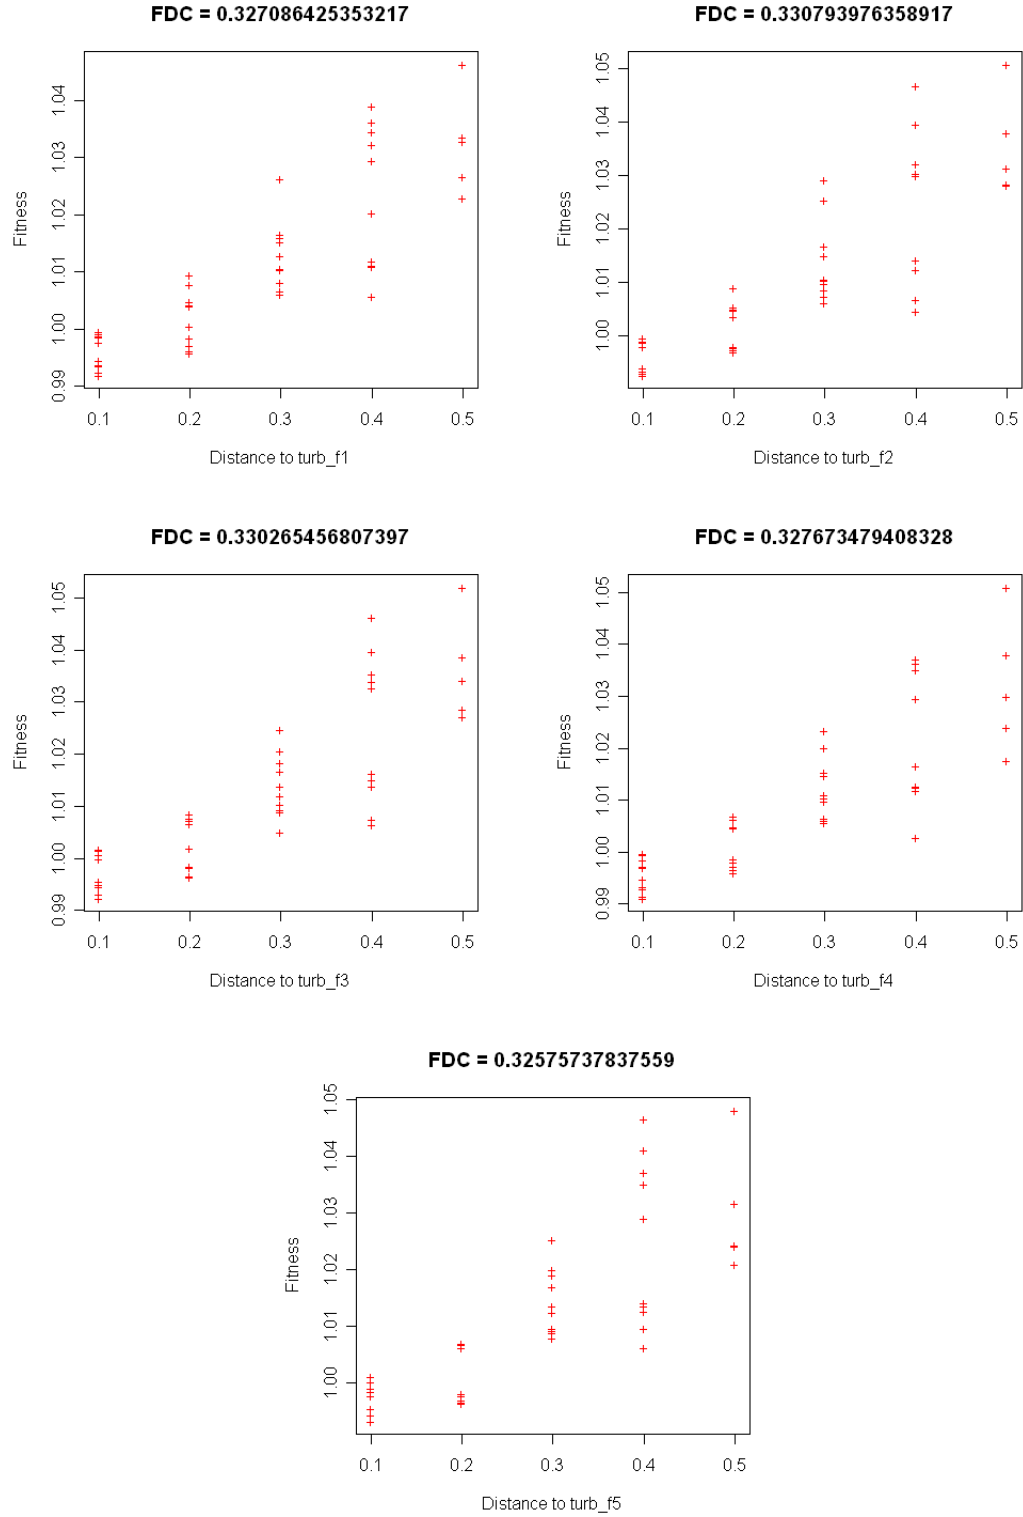 FDC = 0.327086425353217
Fitness
0.99 1.00 1.01 1.02 1.03 1.04
0.1 0.2 0.3 0.4 0.5
Distance to turb_f1
FDC = 0.330793976358917
Fitness
1.00 1.01 1.02 1.03 1.04 1.05
0.1 0.2 0.3 0.4 0.5
Distance to turb_f2
FDC = 0.330265456807397
Fitness
0.99 1.00 1.01 1.02 1.03 1.04 1.05
0.1 0.2 0.3 0.4 0.5
Distance to turb_f3
FDC = 0.327673479408328
Fitness
0.99 1.00 1.01 1.02 1.03 1.04 1.05
0.1 0.2 0.3 0.4 0.5
Distance to turb_f4
FDC = 0.32575737837559
Fitness
1.00 1.01 1.02 1.03 1.04 1.05
0.1 0.2 0.3 0.4 0.5
Distance to turb_f5